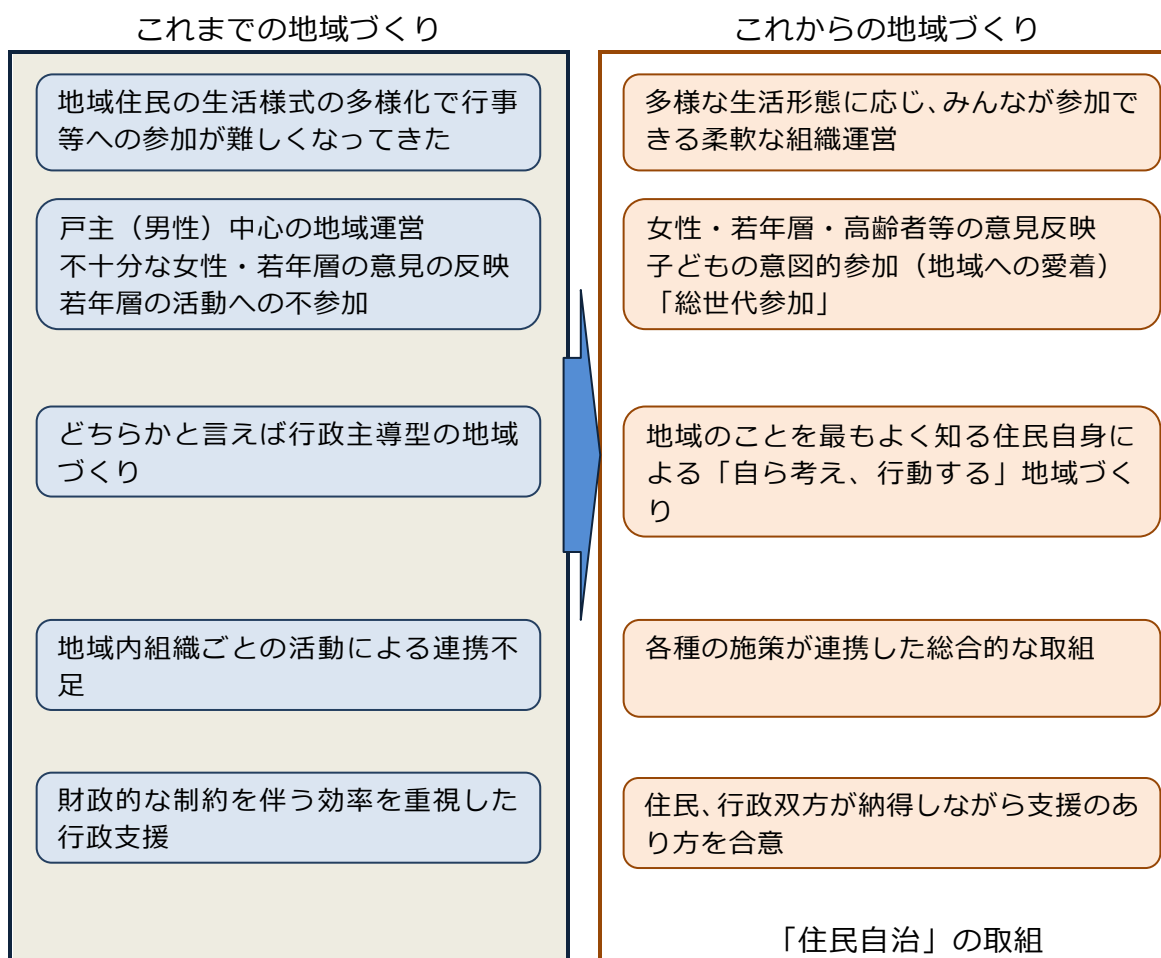 これまでの地域づくり
地域住民の生活様式の多様化で行事
等への参加が難しくなってきた
戸主（男性）中心の地域運営
不十分な女性・若年層の意見の反映
若年層の活動への不参加
どちらかと言えば行政主導型の地域
づくり
地域内組織ごとの活動による連携不
足
財政的な制約を伴う効率を重視した
行政支援
これからの地域づくり
多様な生活形態に応じ、みんなが参加で
きる柔軟な組織運営
女性・若年層・高齢者等の意見反映
子どもの意図的参加（地域への愛着）
「総世代参加」
地域のことを最もよく知る住民自身に
よる「自ら考え、行動する」地域づく
り
各種の施策が連携した総合的な取組
住民、行政双方が納得しながら支援のあ
り方を合意
「住民自治」の取組